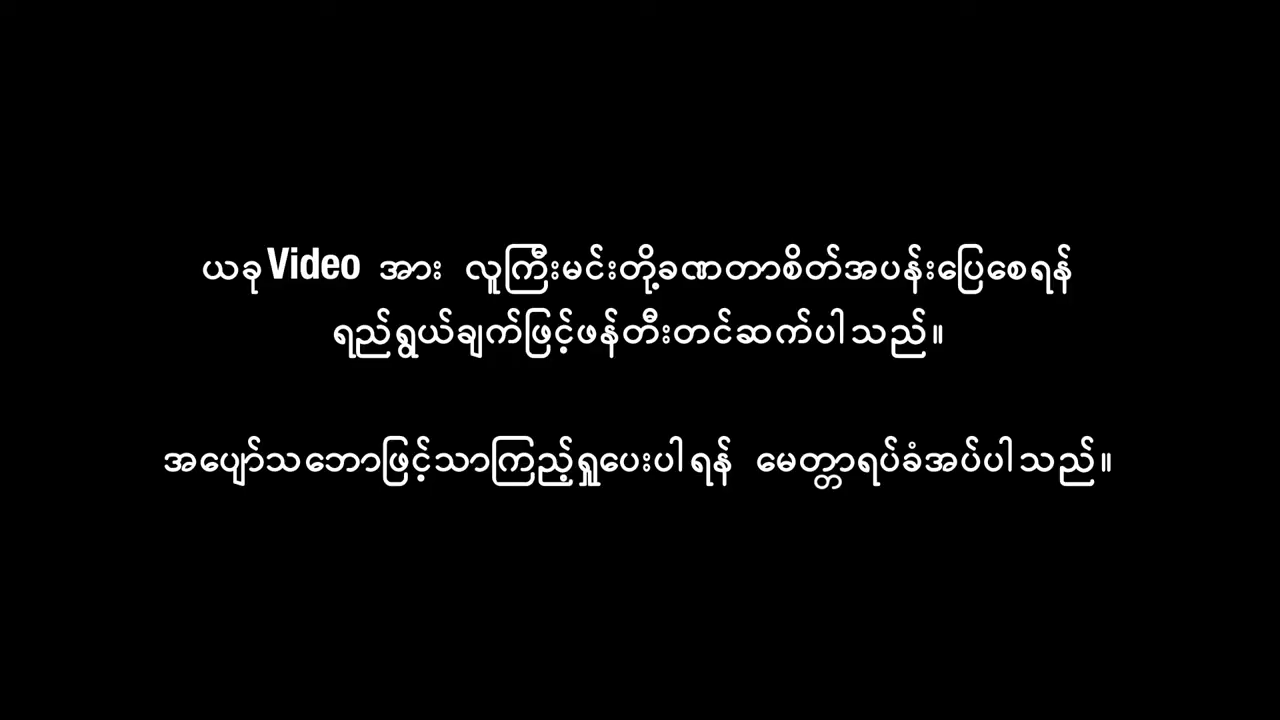 ယခုVideo အား လူကြီးမင်းတို့ခဏတာစိတ်အပန်းပြေစေရန်
ရည်ရွယ်ချက်ဖြင့်ဖန်တီးတင်ဆက်ပါသည်။
အပျော်သဘောဖြင့်သာကြည့်ရှုပေးပါရန် မေတ္တာရပ်ခံအပ်ပါသည်။